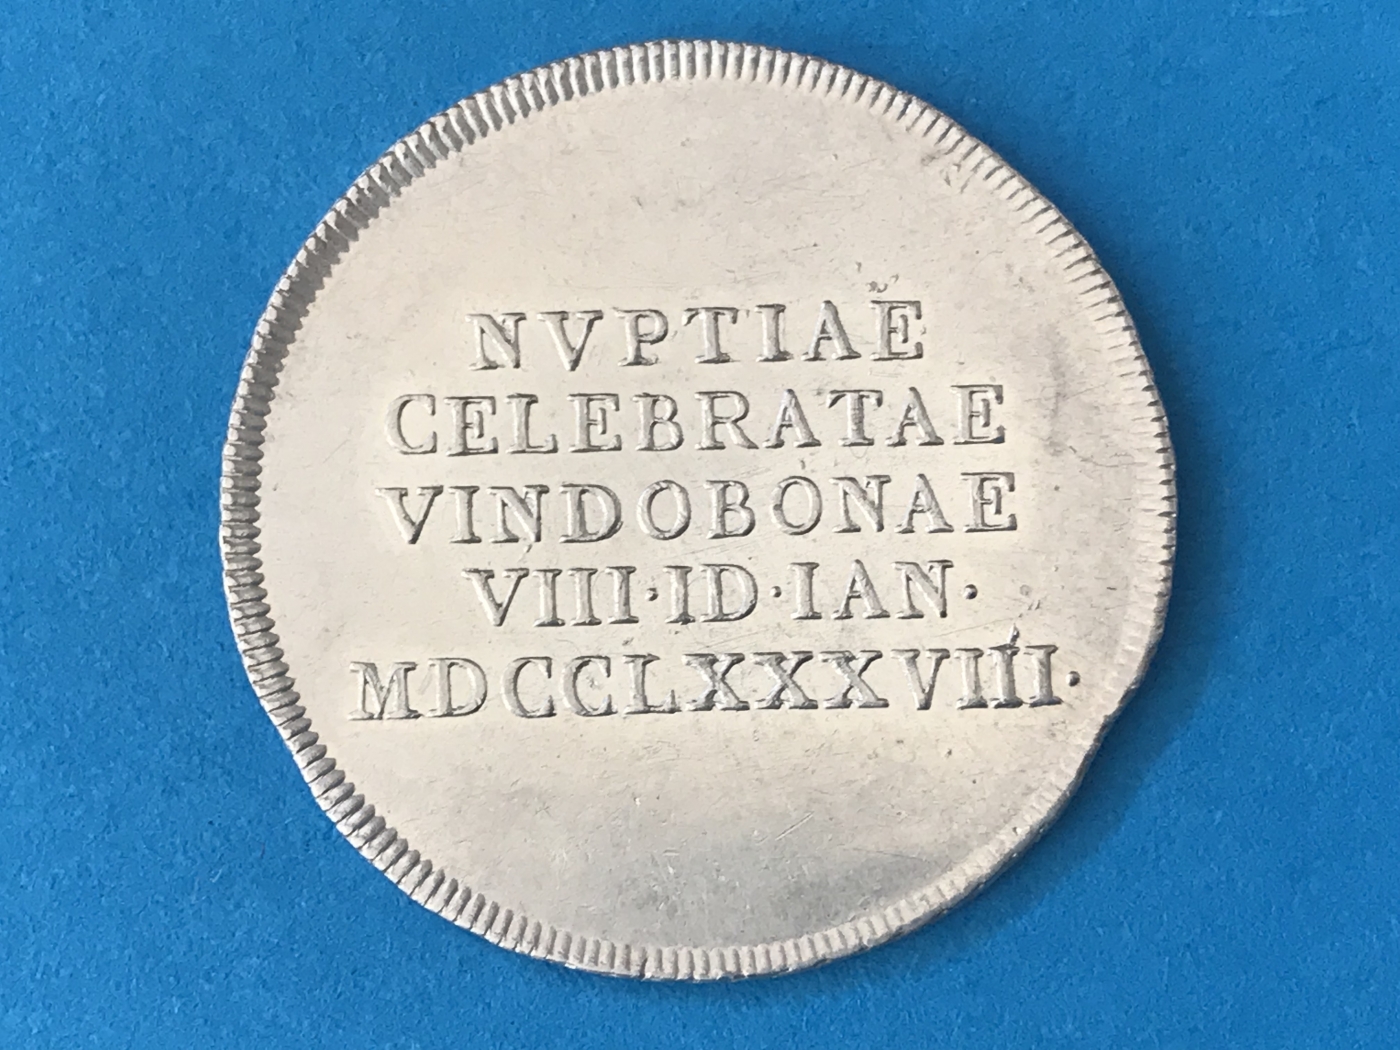 NVPTIAE
CELEBRATAE
VINDOBONAE
VIII·ID·IAN·
MDCCLXXXVIII·